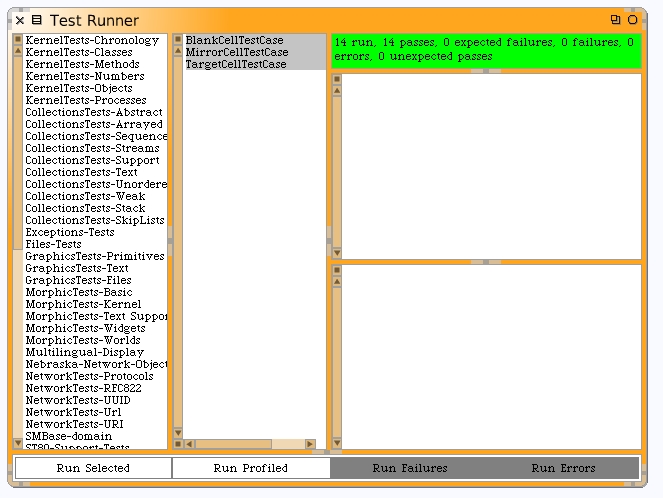 Test Runner
KernelTests-Chronology
KernelTests-Classes
KernelTests-Methods
KernelTests-Numbers
KernelTests-Objects
KernelTests-Processes
CollectionsTests-Abstract
CollectionsTests-Arrayed
CollectionsTests-Sequence
CollectionsTests-Streams
CollectionsTests-Support
CollectionsTests-Text
CollectionsTests-Unordere
CollectionsTests-Weak
CollectionsTests-Stack
CollectionsTests-SkipLists
Exceptions-Tests
Files-Tests
GraphicsTests-Primitives
GraphicsTests-Text
GraphicsTests-Files
MorphicTests-Basic
MorphicTests-Kernel
MorphicTests-Text Suppor
MorphicTests-Widgets
MorphicTests-Worlds
Multilingual-Display
Nebraska-Network-Object
NetworkTests-Protocols
NetworkTests-RFC822
NetworkTests-UUID
NetworkTests-Url
NetworkTests-URI
SMBase-domain
ST80-Support-Tests
BlankCellTestCase
MirrorCellTestCase
TargetCellTestCase
14 run, 14 passes, 0 expected failures, 0 failures, 0
errors, 0 unexpected passes
Run Selected
Run Profiled
Run Failures
Run Errors